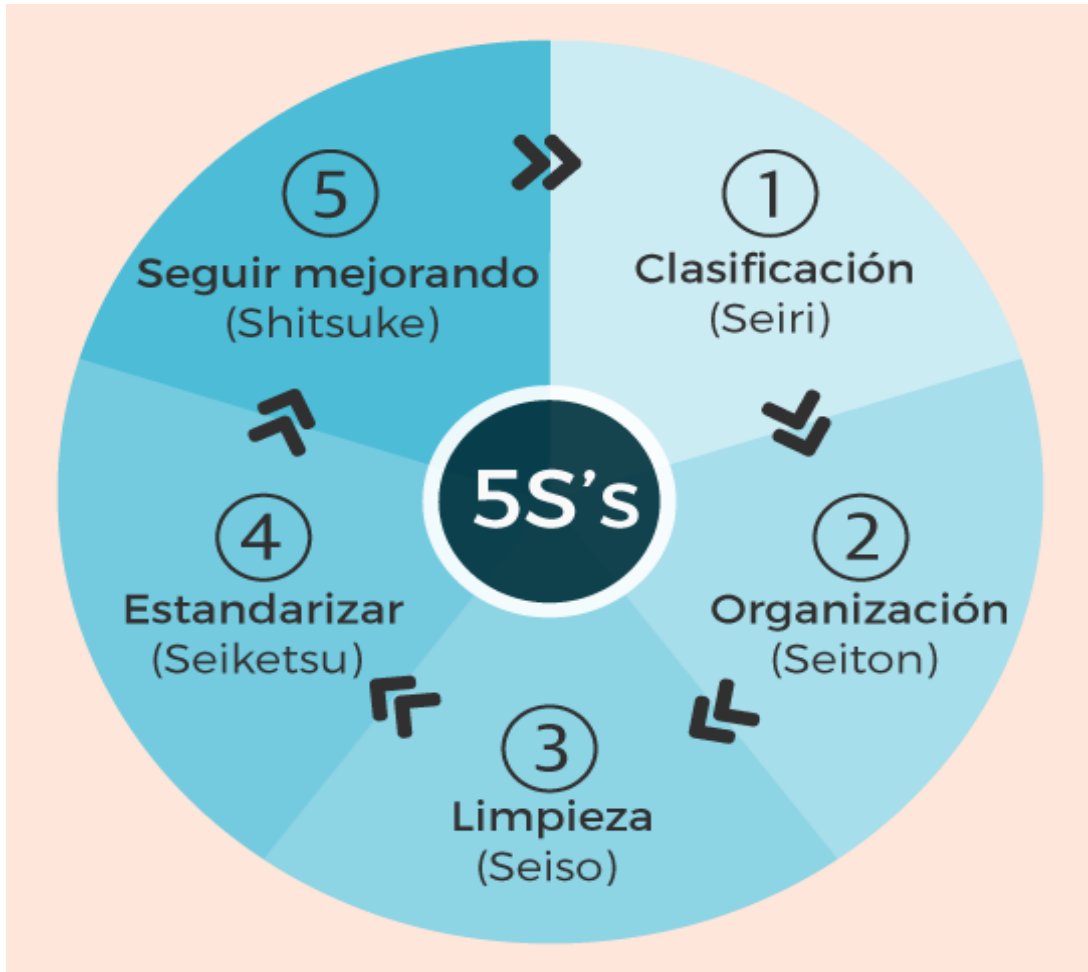 1
Clasificación
(Seiri)
2
Organización
(Seiton)
3
Limpieza
(Seiso)
4
Estandarizar
(Seiketsu)
5
Seguir mejorando
(Shitsuke)
5S’s